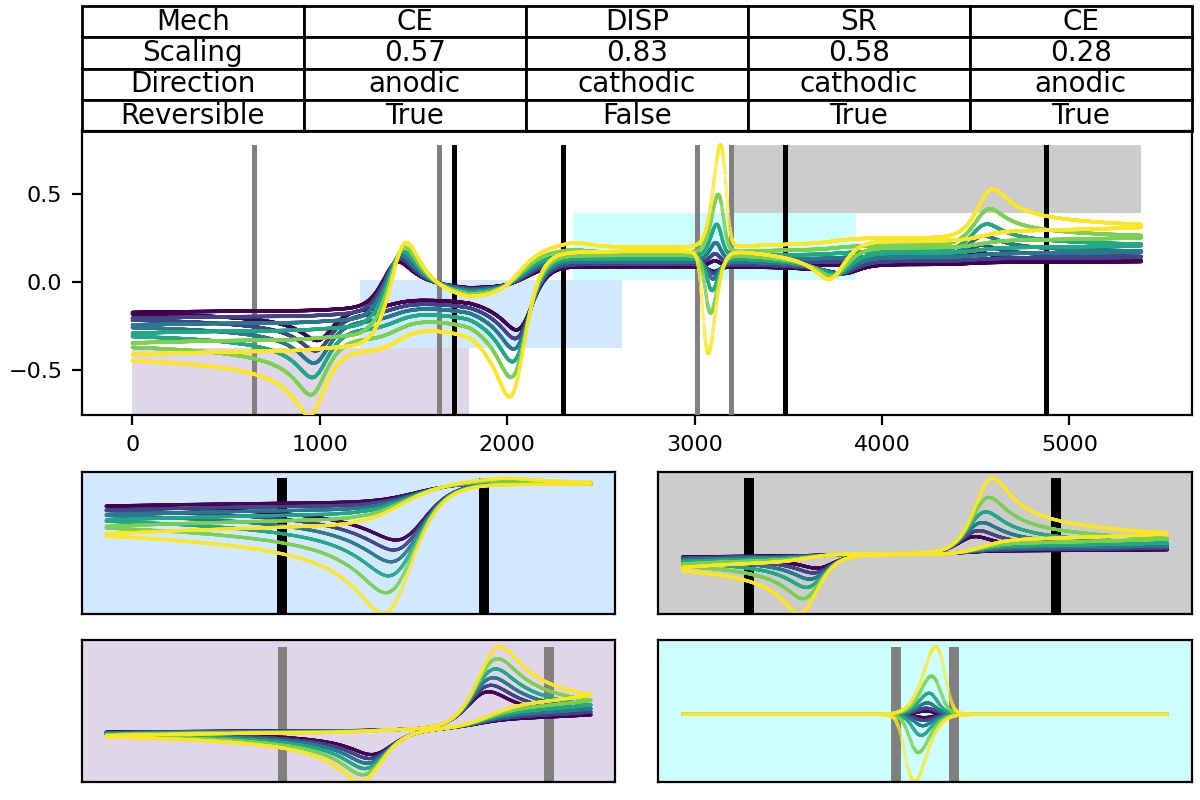 Mech CE DISP SR CE
Scaling 0.57 0.83 0.58 0.28
Direction anodic cathodic cathodic anodic
Reversible True False True True
0.5
0.0
−0.5
0 1000 2000 3000 4000 5000